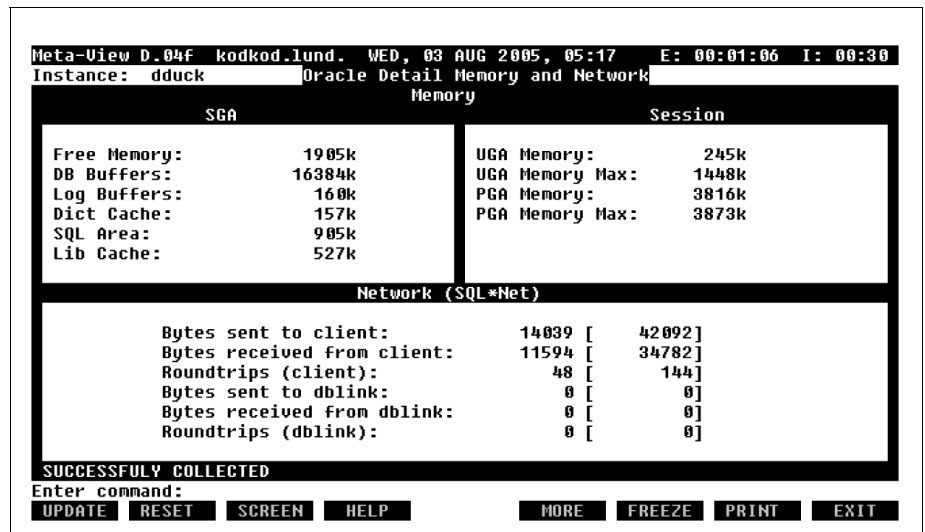 Meta-View D.04f kodkod.lund. WED, 03 AUG 2005, 05:17 E: 00:01:06 I: 00:30
Instance: dduck Oracle Detail Memory and Network
Memory
SGA Session
Free Memory: 1905k UGA Memory: 245k
DB Buffers: 16384k UGA Memory Max: 1448k
Log Buffers: 160k PGA Memory: 3816k
Dict Cache: 157k PGA Memory Max: 3873k
SQL Area: 905k
Lib Cache: 527k
Network (SQL*Net)
Bytes sent to client: 14039 [ 42092]
Bytes received from client: 11594 [ 34782]
Roundtrips (client): 48 [ 144]
Bytes sent to dblink: 0 [ 0]
Bytes received from dblink: 0 [ 0]
Roundtrips (dblink): 0 [ 0]
SUCCESSFULY COLLECTED
Enter command:
UPDATE RESET SCREEN HELP MORE FREEZE PRINT EXIT